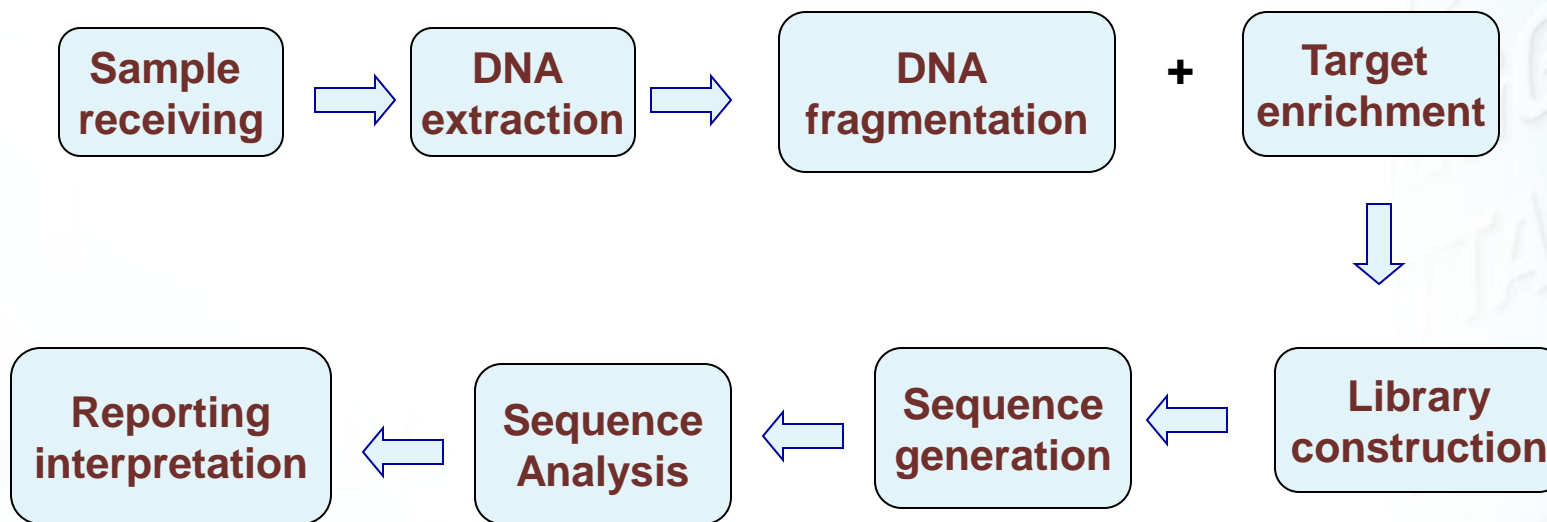 Sample
receiving
DNA
extraction
DNA
fragmentation
+
Target
enrichment
Library
construction
Sequence
generation
Sequence
Analysis
Reporting
interpretation